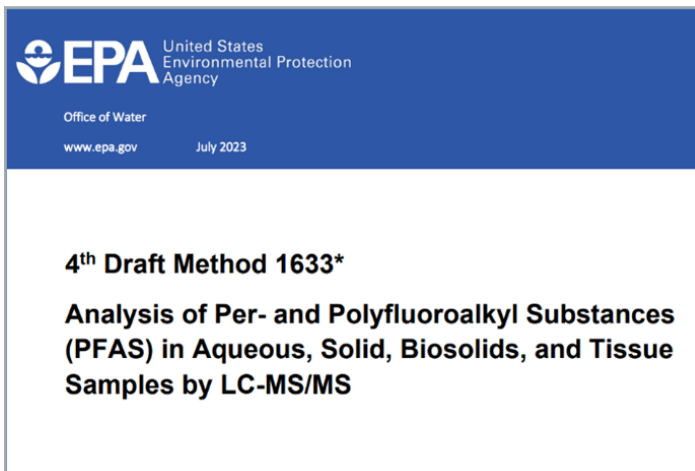 EPA United States
Environmental Protection
Agency
Office of Water
www.epa.gov July 2023
4th Draft Method 1633*
Analysis of Per- and Polyfluoroalkyl Substances
(PFAS) in Aqueous, Solid, Biosolids, and Tissue
Samples by LC-MS/MS